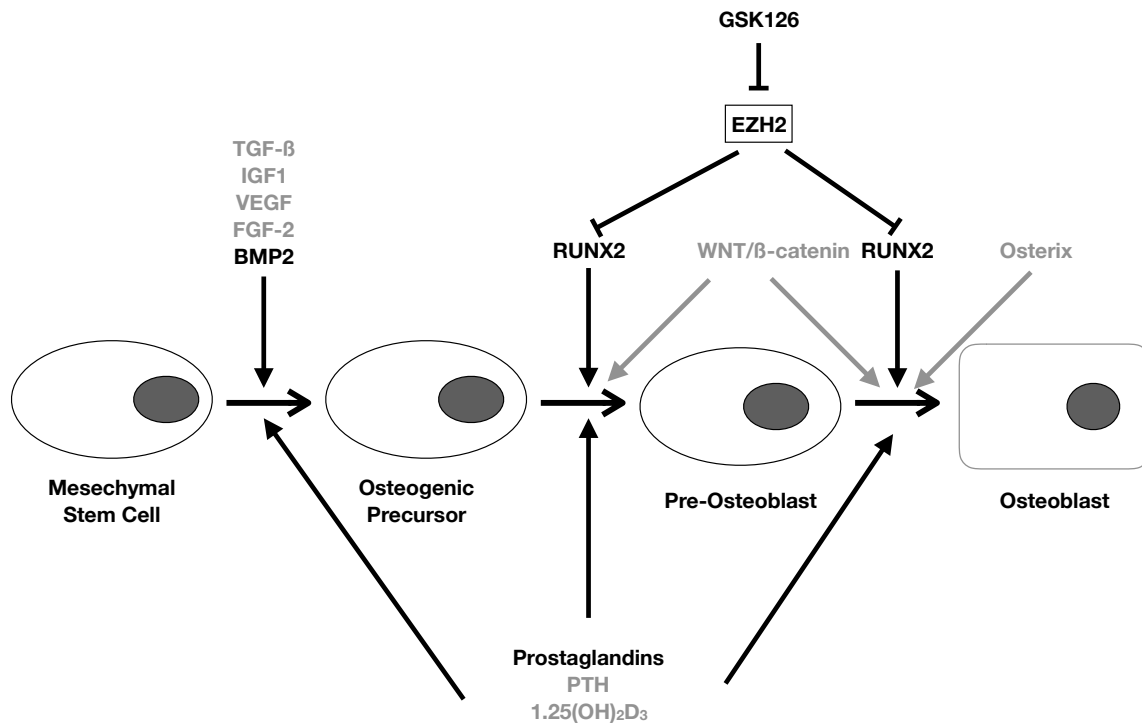 GSK126
EZH2
TGF-ß
IGF1
VEGF
FGF-2
BMP2
RUNX2
WNT/ß-catenin
RUNX2
Osterix
Mesechymal
Stem Cell
Osteogenic
Precursor
Pre-Osteoblast
Osteoblast
Prostaglandins
PTH
1.25(OH)₂D₃